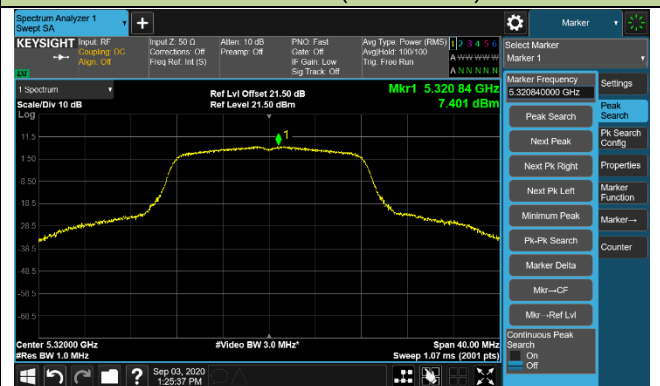 Spectrum Analyzer 1
Swept SA
Marker
KEYSIGHT
Input: RF
Coupling: DC
Align: Off
Input Z: 50 Ω
Corrections: Off
Freq Ref: Int (S)
Atten: 10 dB
Preamp: Off
PNO: Fast
Gate: Off
IF Gain: Low
Sig Track: Off
Avg Type: Power (RMS)
Avg|Hold: 100/100
Trig: Free Run
1 2 3 4 5 6
A W W W W W
A N N N N N
Select Marker
Marker 1
1 Spectrum
Scale/Div 10 dB
Log
Ref Lvl Offset 21.50 dB
Ref Level 21.50 dBm
Mkr1 5.320 84 GHz
7.401 dBm
Marker Frequency
5.320840000 GHz
Settings
Peak Search
Peak
Search
Next Peak
Pk Search
Config
Next Pk Right
Properties
Next Pk Left
Marker
Function
Minimum Peak
Marker→
Pk-Pk Search
Counter
Marker Delta
Mkr→CF
Mkr→Ref Lvl
Continuous Peak
Search
On
Off
1
11.5
1.50
-8.50
-18.5
-28.5
-38.5
-48.5
-58.5
-68.5
Center 5.32000 GHz
#Res BW 1.0 MHz
#Video BW 3.0 MHz*
Span 40.00 MHz
Sweep 1.07 ms (2001 pts)
Sep 03, 2020
1:25:37 PM